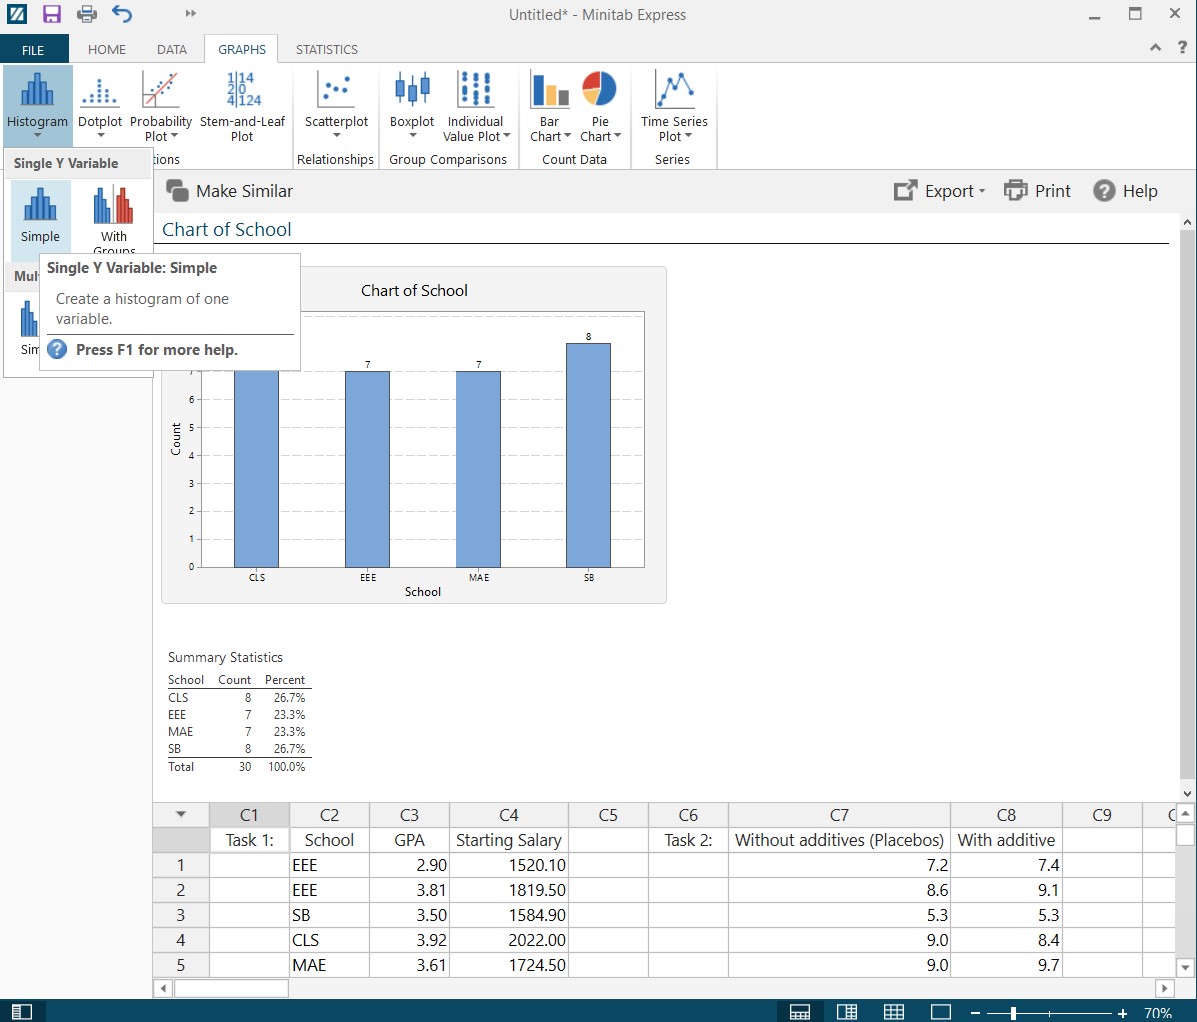 Untitled* - Minitab Express
FILE HOME DATA GRAPHS STATISTICS
Histogram Dotplot Probability Plot Stem-and-Leaf Plot Scatterplot Boxplot Individual Value Plot Bar Chart Pie Chart Time Series Plot
Relationships Group Comparisons Count Data Series
Single Y Variable
Simple With Groups
Make Similar Export Print Help
Chart of School
Single Y Variable: Simple
Create a histogram of one
variable.
Press F1 for more help.
Chart of School
8
7 7
7
6
5
4
3
2
1
0
Count
CLS EEE MAE SB
School
Summary Statistics
School Count Percent
CLS 8 26.7%
EEE 7 23.3%
MAE 7 23.3%
SB 8 26.7%
Total 30 100.0%
C1 C2 C3 C4 C5 C6 C7 C8 C9
Task 1: School GPA Starting Salary Task 2: Without additives (Placebos) With additive
1 EEE 2.90 1520.10 7.2 7.4
2 EEE 3.81 1819.50 8.6 9.1
3 SB 3.50 1584.90 5.3 5.3
4 CLS 3.92 2022.00 9.0 8.4
5 MAE 3.61 1724.50 9.0 9.7
70%